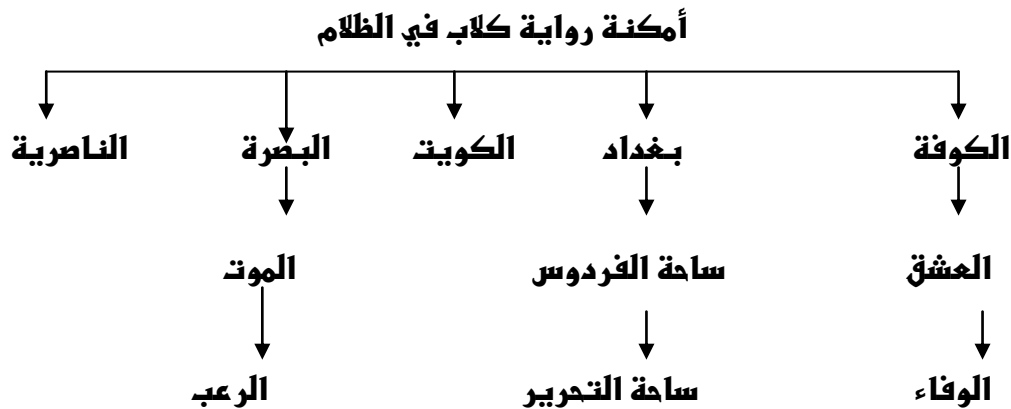 أمكنة رواية كلاب في الظلام
الكوفة بغداد الكويت البصرة الناصرية
العشق ساحة الفردوس الموت
الوفاء ساحة التحرير الرعب